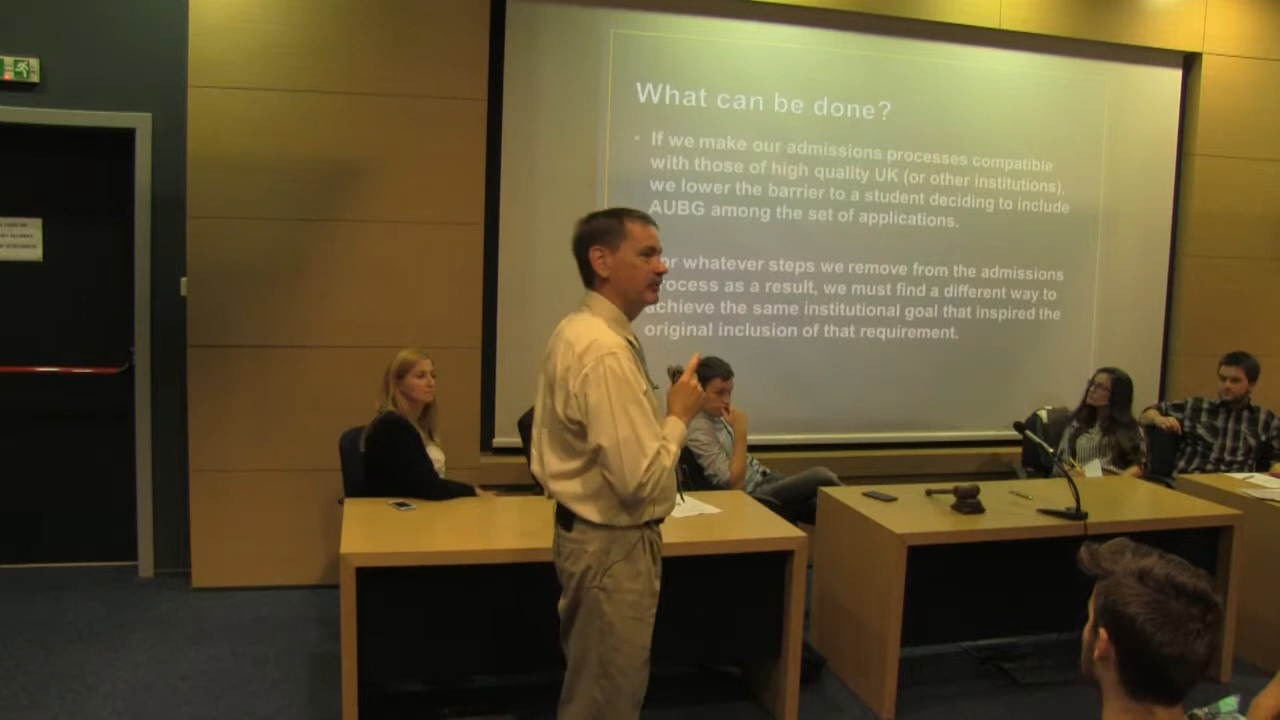 What can be done?
• If we make our admissions processes compatible
with those of high quality UK (or other institutions),
we lower the barrier to a student deciding to include
AUBG among the set of applications.
whatever steps we remove from the admissions
as a result, we must find a different way to
achieve the same institutional goal that inspired the
original inclusion of that requirement.